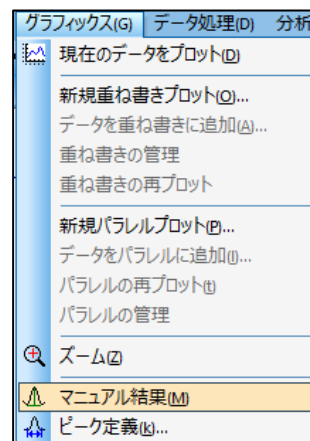 グラフィックス(G) データ処理(D) 分析
現在のデータをプロット(D)
新規重ね書きプロット(O)...
データを重ね書きに追加(A)...
重ね書きの管理
重ね書きの再プロット
新規パラレルプロット(P)...
データをパラレルに追加(I)...
パラレルの再プロット(t)
パラレルの管理
ズーム(Z)
マニュアル結果(M)
ピーク定義(k)...